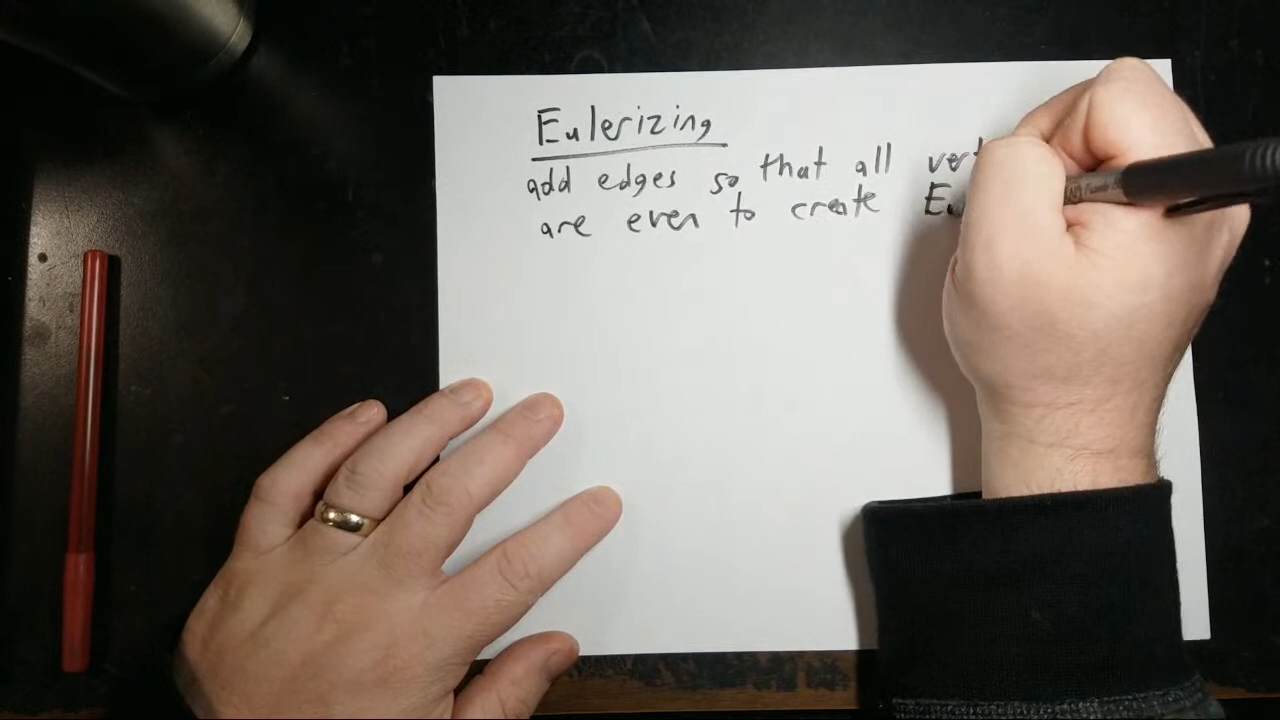 Eulerizing
add edges so that all
are even to create